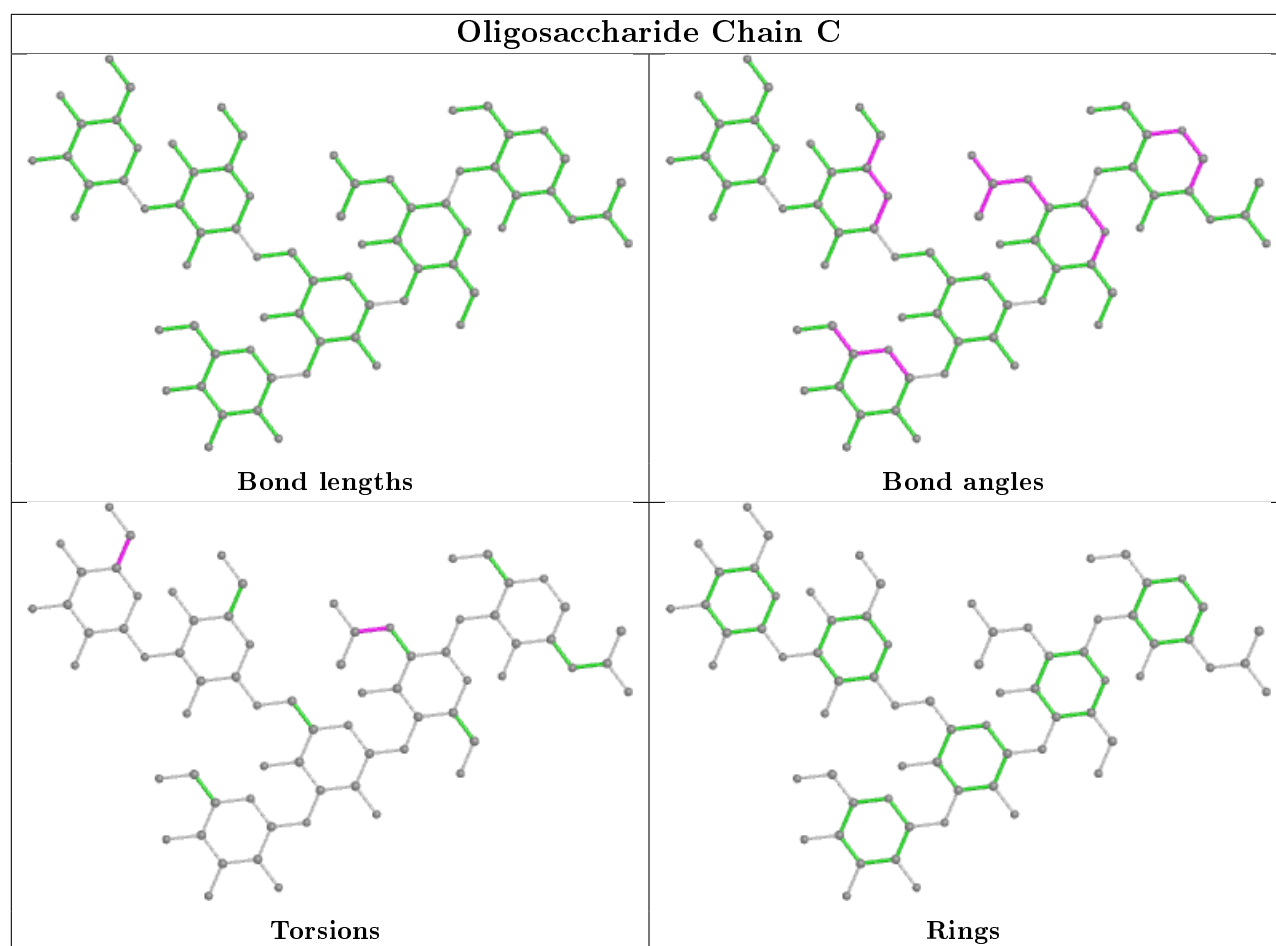 Oligosaccharide Chain C
Bond lengths
Bond angles
Torsions
Rings